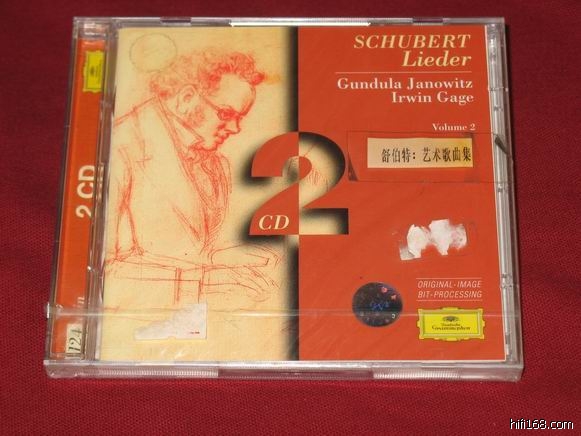 SCHUBERT
Lieder
Gundula Janowitz
Irwin Gage
Volume 2
舒伯特：艺术歌曲集
2
CD
ORIGINAL-IMAGE
BIT-PROCESSING
Deutsche
Grammophon
2 CD
124
hifi168.com